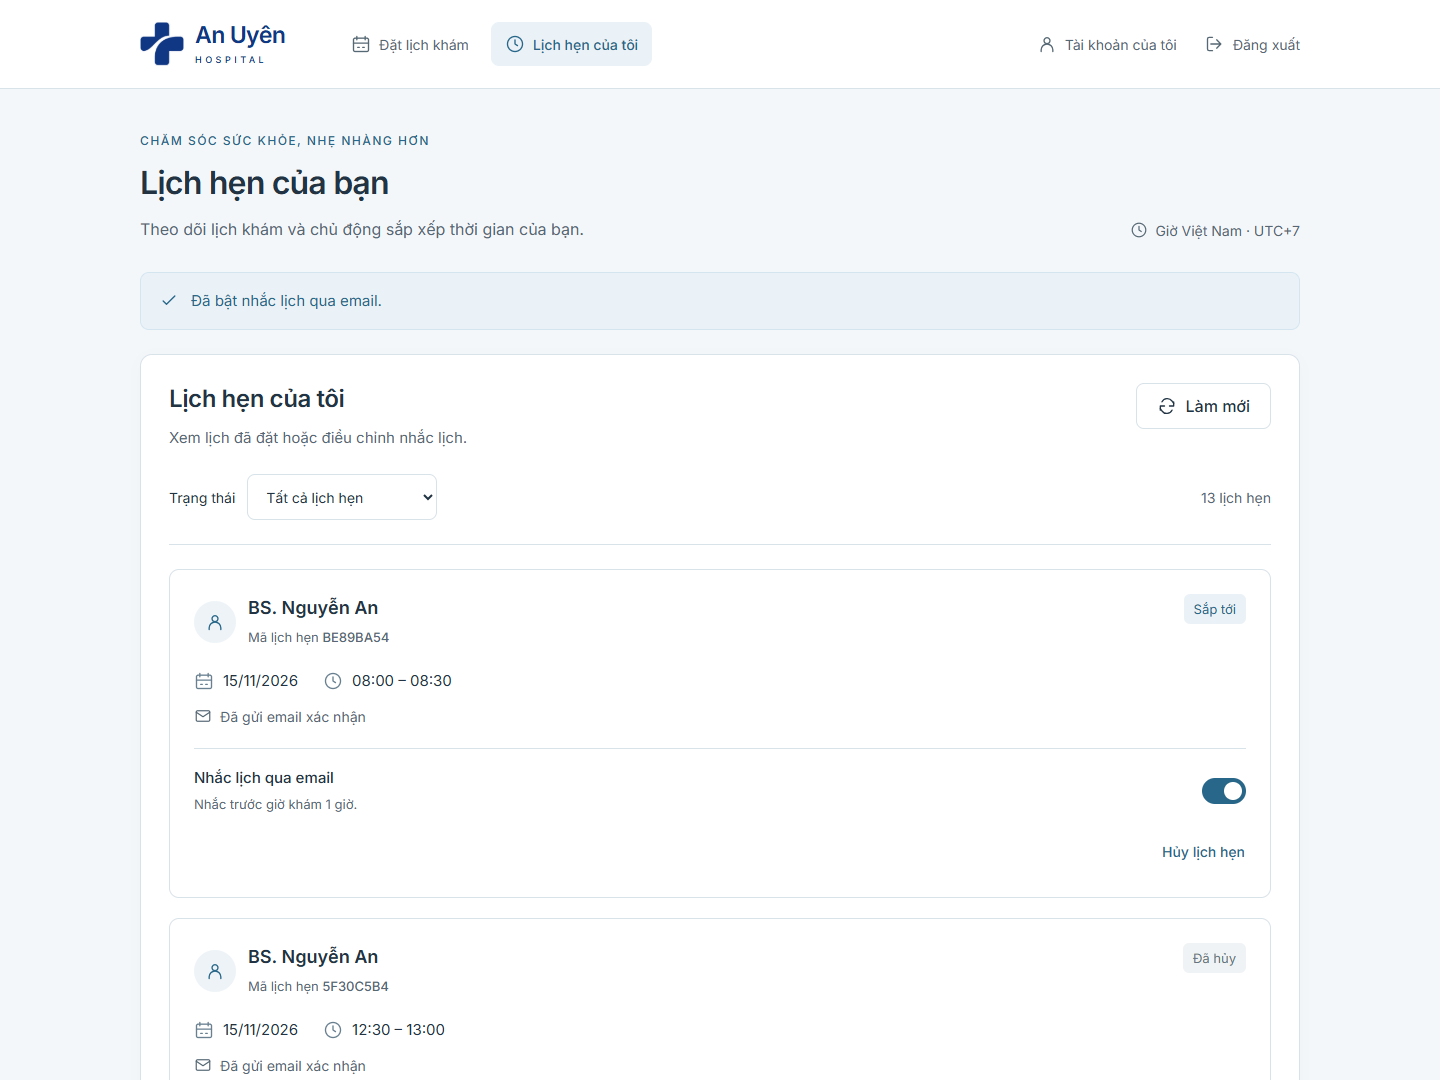 An Uyên
HOSPITAL
Đặt lịch khám
Lịch hẹn của tôi
Tài khoản của tôi
Đăng xuất
CHĂM SÓC SỨC KHỎE, NHẸ NHÀNG HƠN
Lịch hẹn của bạn
Theo dõi lịch khám và chủ động sắp xếp thời gian của bạn.
Giờ Việt Nam · UTC+7
Đã bật nhắc lịch qua email.
Lịch hẹn của tôi
Làm mới
Xem lịch đã đặt hoặc điều chỉnh nhắc lịch.
Trạng thái
Tất cả lịch hẹn
13 lịch hẹn
BS. Nguyễn An
Sắp tới
Mã lịch hẹn BE89BA54
15/11/2026
08:00 – 08:30
Đã gửi email xác nhận
Nhắc lịch qua email
Nhắc trước giờ khám 1 giờ.
Hủy lịch hẹn
BS. Nguyễn An
Đã hủy
Mã lịch hẹn 5F30C5B4
15/11/2026
12:30 – 13:00
Đã gửi email xác nhận